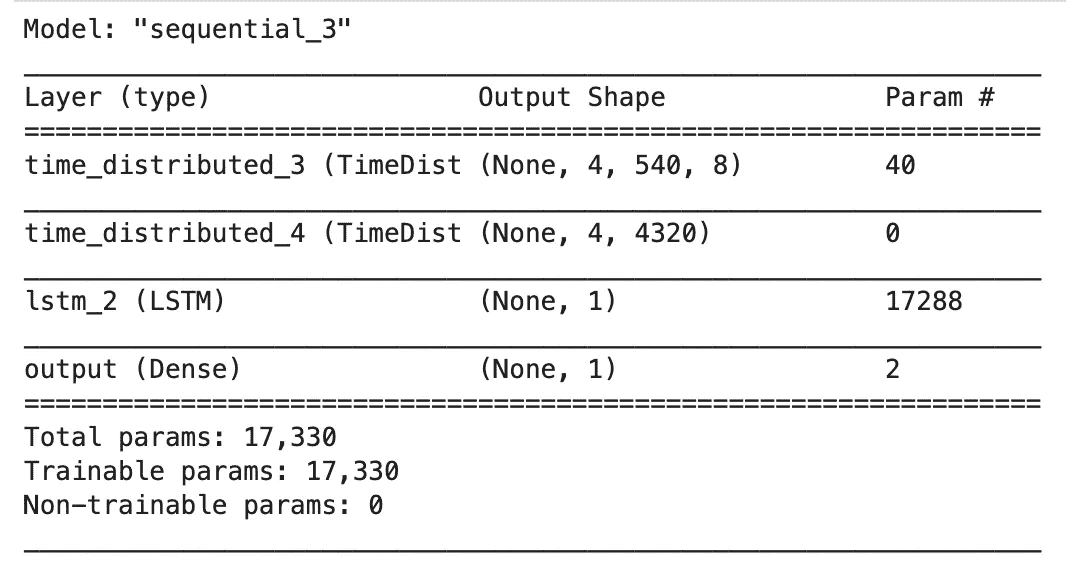 Model: "sequential_3"
Layer (type) Output Shape Param #
=================================================================
time_distributed_3 (TimeDist (None, 4, 540, 8) 40
time_distributed_4 (TimeDist (None, 4, 4320) 0
lstm_2 (LSTM) (None, 1) 17288
output (Dense) (None, 1) 2
=================================================================
Total params: 17,330
Trainable params: 17,330
Non-trainable params: 0